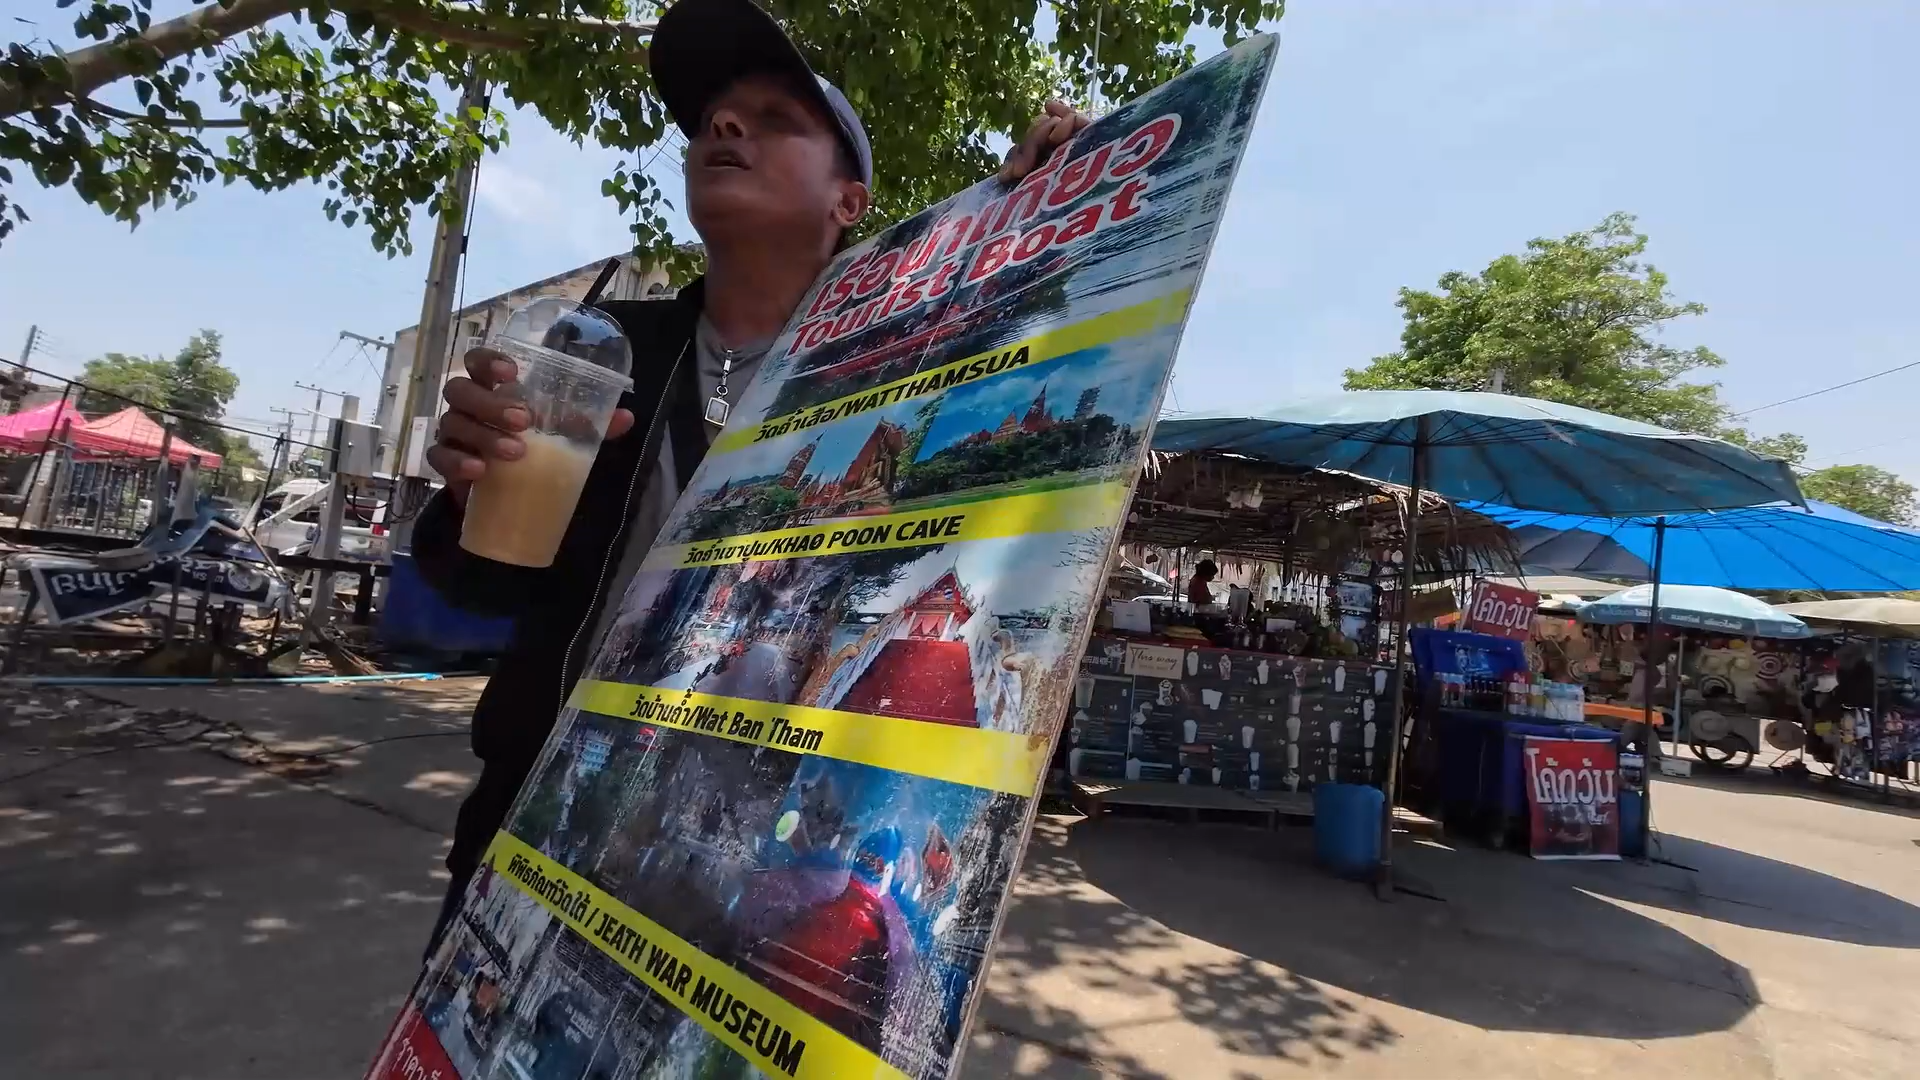 เรือนำเที่ยว
Tourist Boat
วัดถ้ำเสือ/WATTHAMSUA
วัดถ้ำเขาปูน/KHAO POON CAVE
วัดบ้านถ้ำ/Wat Ban Tham
พิพิธภัณฑ์วัดใต้ / JEATH WAR MUSEUM
This way
โค้กวุ้น
โค้กวุ้น